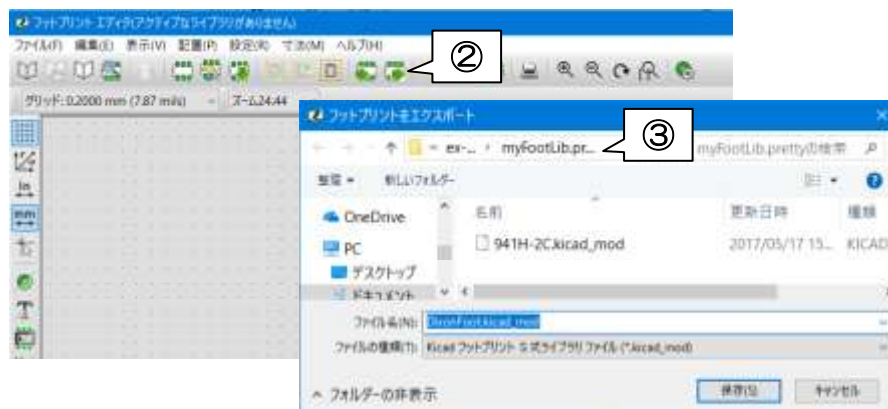 フットプリント エディタ(アクティブなライブラリがありません)
ファイル(F) 編集(E) 表示(V) 配置(P) 設定(R) 寸法(M) ヘルプ(H)
②
グリッド: 0.2000 mm (7.87 mils)
ズーム 24.44
フットプリントをエクスポート
③
ex-... myFootLib.pr...
myFootLib.prettyの検索
整理 新しいフォルダー
OneDrive
PC
デスクトップ
ドキュメント
名前 更新日時 種類
941H-2C.kicad_mod 2017/05/17 15... KICAD
ファイル名(N):
ファイルの種類(T): Kicad フットプリント S 式ライブラリ ファイル (*.kicad_mod)
フォルダーの非表示
保存(S) キャンセル
In
mm
T